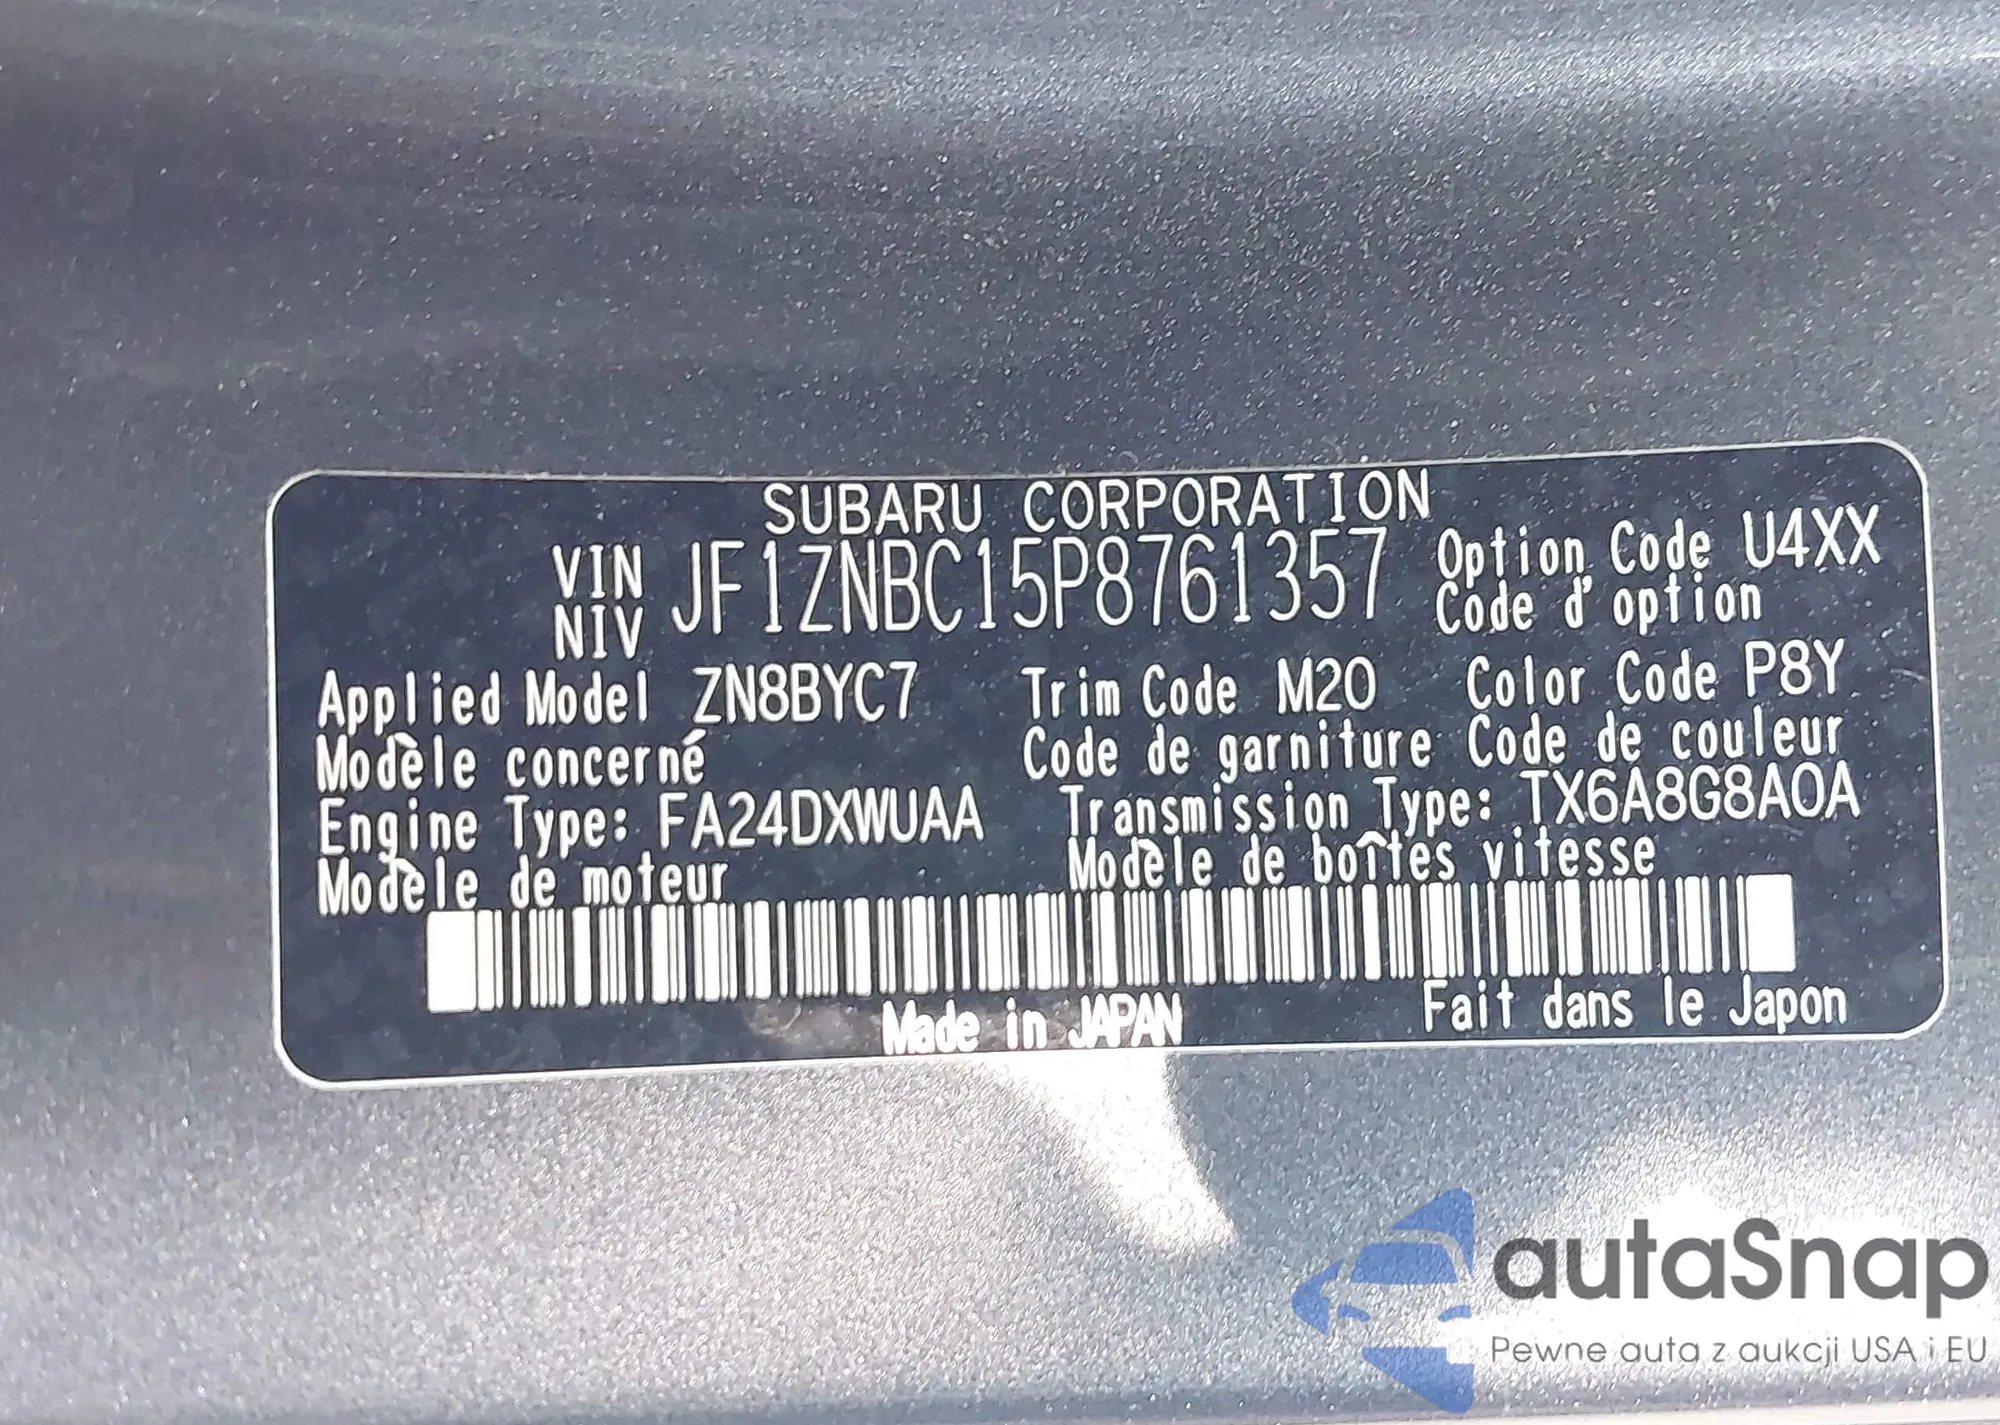 SUBARU CORPORATION
VIN JF1ZNBC15P8761357 Option Code U4XX
NIV Code d'option
Applied Model ZN8BYC7 Trim Code M20 Color Code P8Y
Modèle concerné Code de garniture Code de couleur
Engine Type: FA24DXWUAA Transmission Type: TX6A8G8A0A
Modèle de moteur Modèle de boîtes vitesse
Made in JAPAN Fait dans le Japon
autaSnap
Pewne auta z aukcji USA i EU